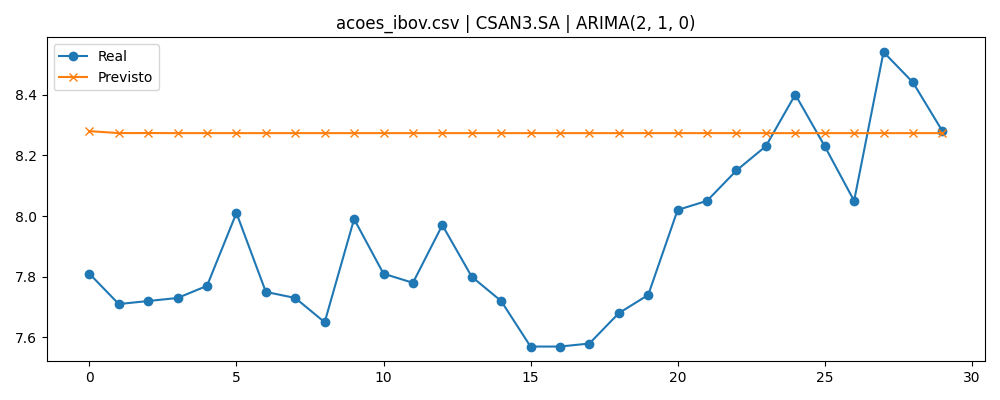 acoes_ibov.csv | CSAN3.SA | ARIMA(2, 1, 0)
Real
Previsto
8.4
8.2
8.0
7.8
7.6
0 5 10 15 20 25 30